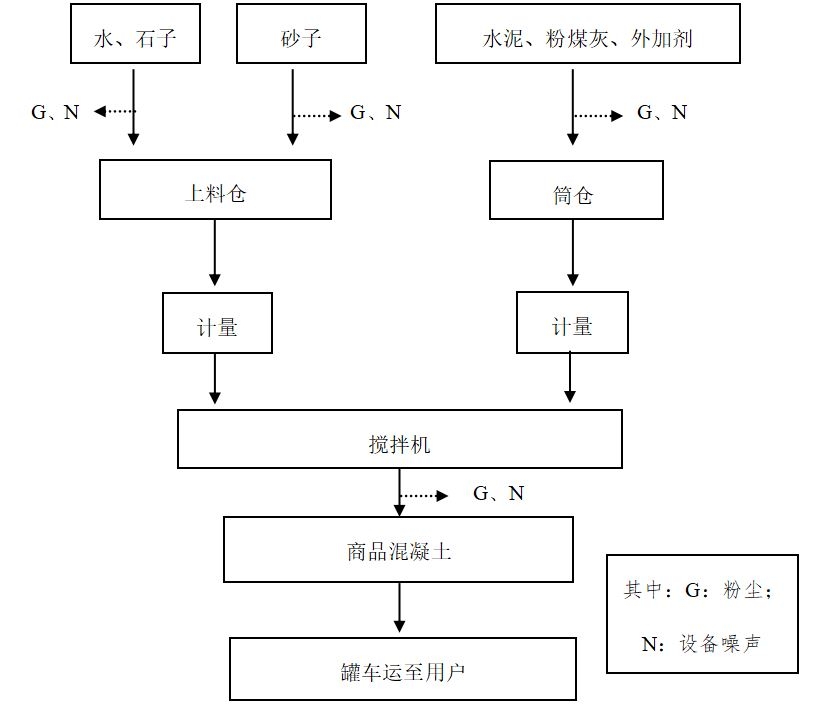 水、石子
砂子
水泥、粉煤灰、外加剂
G、N
G、N
G、N
上料仓
筒仓
计量
计量
搅拌机
G、N
商品混凝土
其中：G：粉尘；
N：设备噪声
罐车运至用户